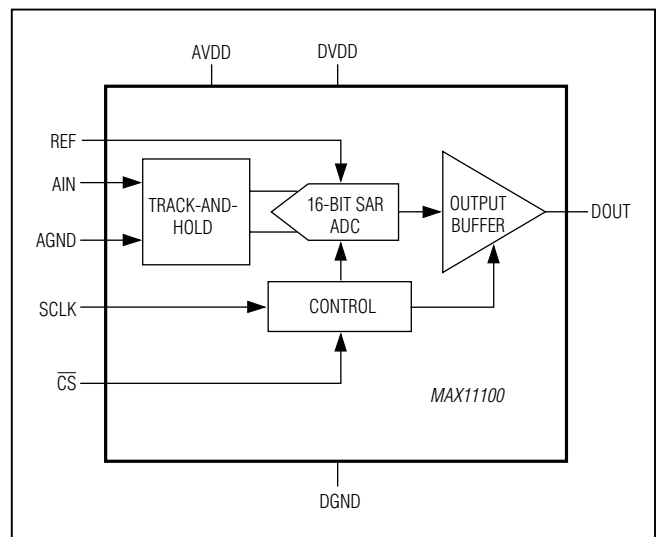 AVDD
DVDD
REF
AIN
AGND
SCLK
CS
TRACK-AND-
HOLD
16-BIT SAR
ADC
CONTROL
OUTPUT
BUFFER
DOUT
MAX11100
DGND